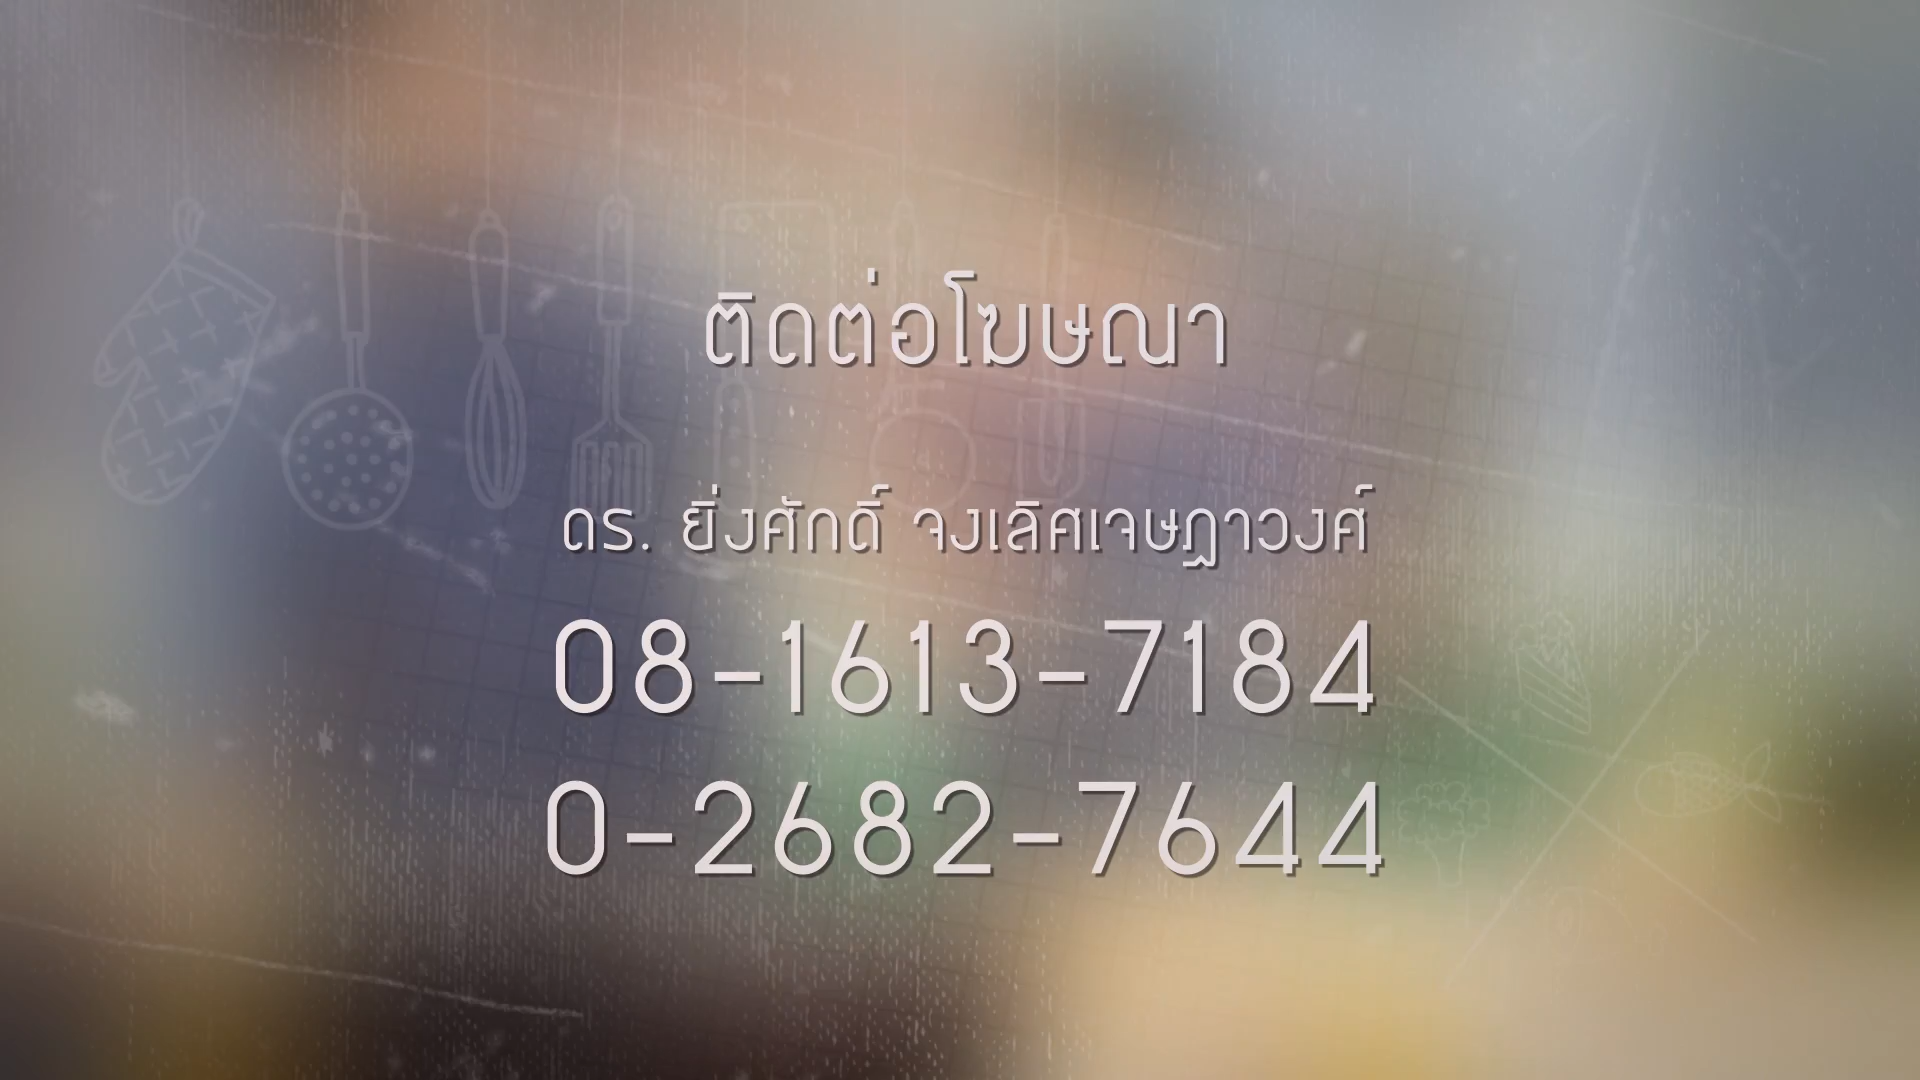 ติดต่อโฆษณา
ดร. ยิ่งศักดิ์ จงเลิศเจษฎาวงศ์
08-1613-7184
0-2682-7644